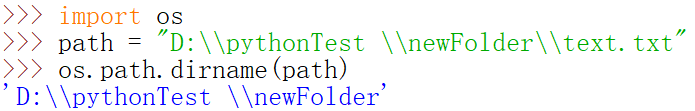 >>> import os
>>> path = "D:\\pythonTest \\newFolder\\text.txt"
>>> os.path.dirname(path)
'D:\\pythonTest \\newFolder'